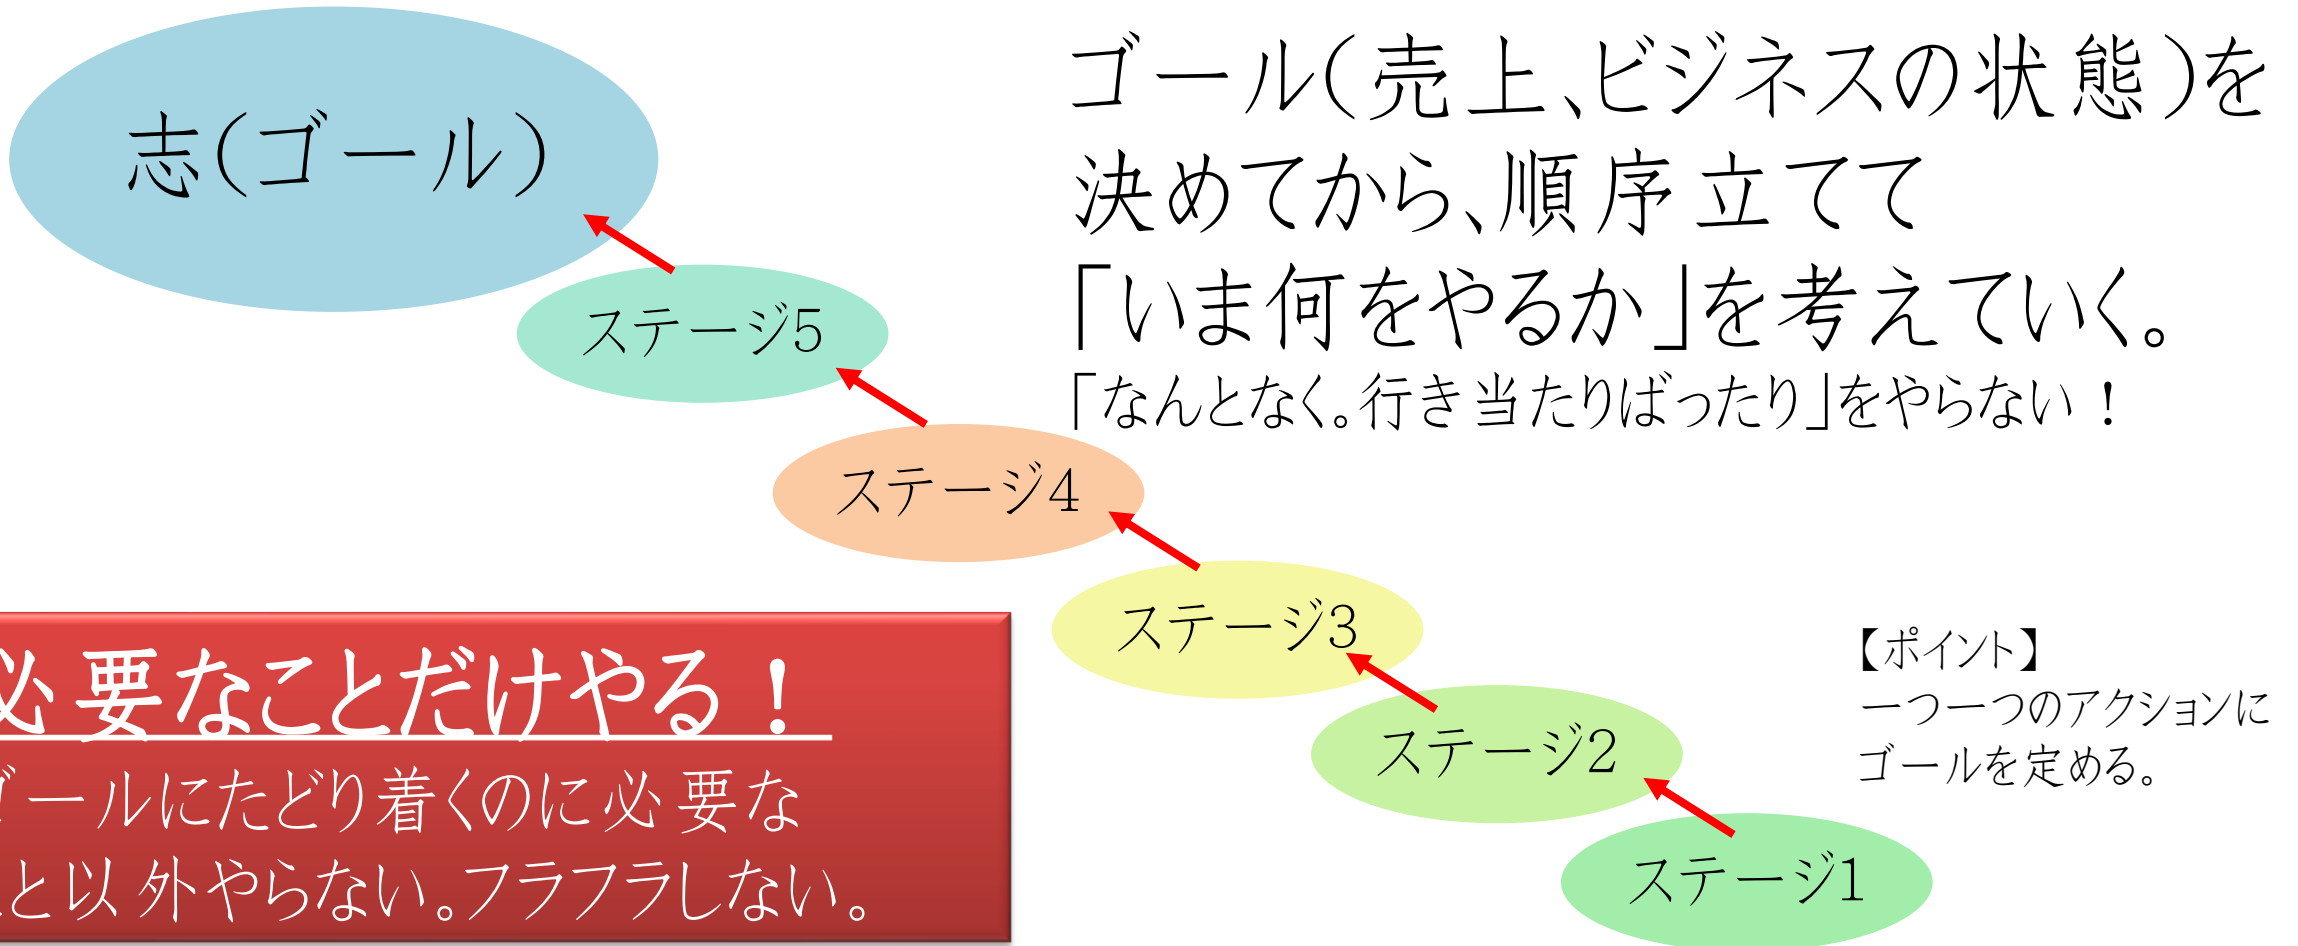 志(ゴール)
ゴール(売上、ビジネスの状態)を
決めてから、順序立てて
「いま何をやるか」を考えていく。
「なんとなく。行き当たりばったり」をやらない！
ステージ5
ステージ4
ステージ3
ステージ2
ステージ1
必要なことだけやる！
ゴールにたどり着くのに必要な
こと以外やらない。フラフラしない。
【ポイント】
一つ一つのアクションに
ゴールを定める。